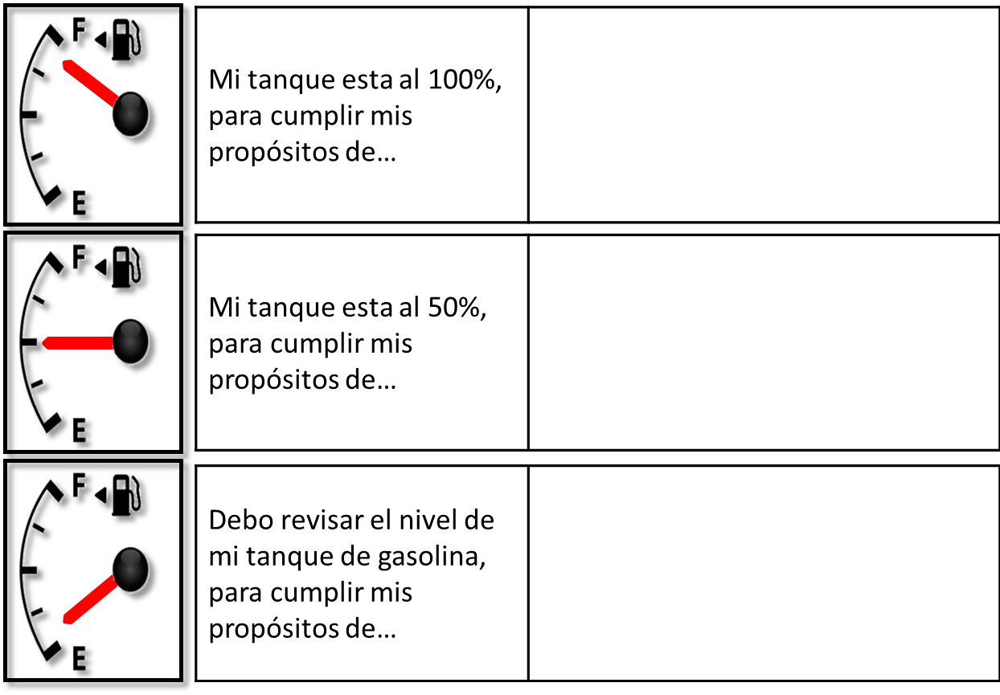 F
Mi tanque esta al 100%,
para cumplir mis
propósitos de...
E
F
Mi tanque esta al 50%,
para cumplir mis
propósitos de...
E
F
Debo revisar el nivel de
mi tanque de gasolina,
para cumplir mis
propósitos de...
E